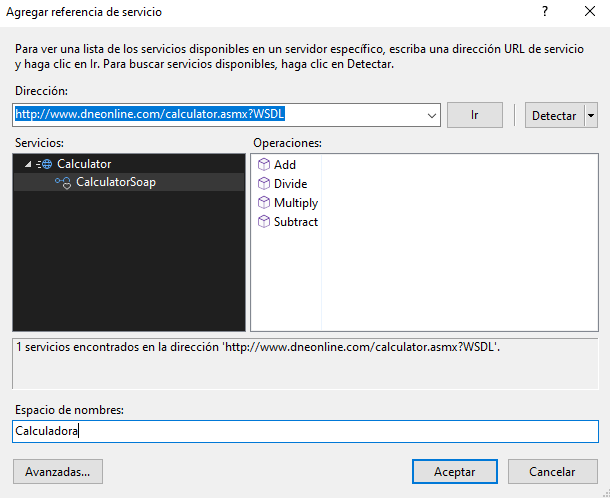 Agregar referencia de servicio
Para ver una lista de los servicios disponibles en un servidor específico, escriba una dirección URL de servicio
y haga clic en Ir. Para buscar servicios disponibles, haga clic en Detectar.
Dirección:
http://www.dneonline.com/calculator.asmx?WSDL
Ir
Detectar
Servicios:
Operaciones:
Calculator
CalculatorSoap
Add
Divide
Multiply
Subtract
1 servicios encontrados en la dirección 'http://www.dneonline.com/calculator.asmx?WSDL'.
Espacio de nombres:
Calculadora
Avanzadas...
Aceptar
Cancelar